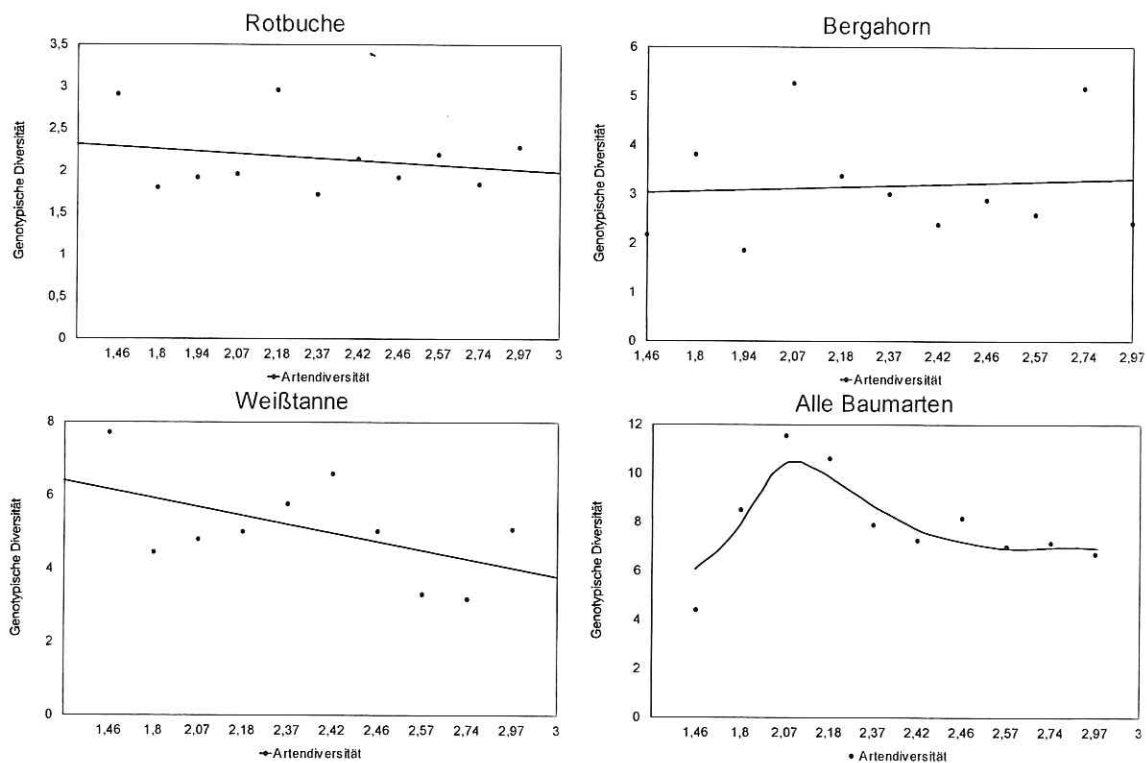 Rotbuche
Genotypische Diversität
3,5
3
2,5
2
1,5
1
0,5
0
1,46 1,8 1,94 2,07 2,18 2,37 2,42 2,46 2,57 2,74 2,97 3
Artendiversität
Bergahorn
Genotypische Diversität
6
5
4
3
2
1
0
1,46 1,8 1,94 2,07 2,18 2,37 2,42 2,46 2,57 2,74 2,97
Artendiversität
Weißtanne
Genotypische Diversität
8
6
4
2
0
1,46 1,8 2,07 2,18 2,37 2,42 2,46 2,57 2,74 2,97 3
Artendiversität
Alle Baumarten
Genotypische Diversität
12
10
8
6
4
2
0
1,46 1,8 2,07 2,18 2,37 2,42 2,46 2,57 2,74 2,97 3
Artendiversität